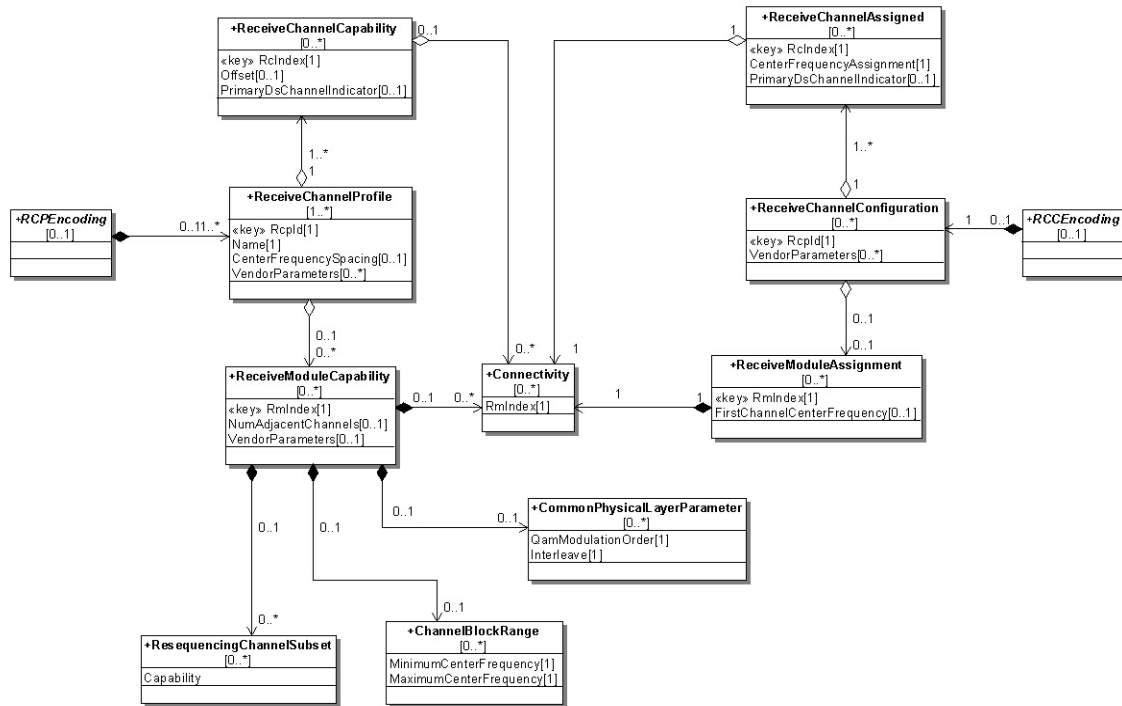 +ReceiveChannelCapability
[0..*]
«key» RcIndex[1]
Offset[0..1]
PrimaryDsChannelIndicator[0..1]
0..1
1
+ReceiveChannelAssigned
[0..*]
«key» RcIndex[1]
CenterFrequencyAssignment[1]
PrimaryDsChannelIndicator[0..1]
1..*
1
1..*
1
+RCPEncoding
[0..1]
0..11..*
+ReceiveChannelProfile
[1..*]
«key» RcpId[1]
Name[1]
CenterFrequencySpacing[0..1]
VendorParameters[0..*]
+ReceiveChannelConfiguration
[0..*]
«key» RcpId[1]
VendorParameters[0..*]
1
0..1
+RCCEncoding
[0..1]
0..1
0..*
0..*
1
0..1
0..1
+ReceiveModuleCapability
[0..*]
«key» RmIndex[1]
NumAdjacentChannels[0..1]
VendorParameters[0..1]
0..1
0..*
+Connectivity
[0..*]
RmIndex[1]
1
1
+ReceiveModuleAssignment
[0..*]
«key» RmIndex[1]
FirstChannelCenterFrequency[0..1]
0..1
0..1
0..1
0..1
+CommonPhysicalLayerParameter
[0..*]
QamModulationOrder[1]
Interleave[1]
0..*
0..1
+ResequencingChannelSubset
[0..*]
Capability
+ChannelBlockRange
[0..*]
MinimumCenterFrequency[1]
MaximumCenterFrequency[1]